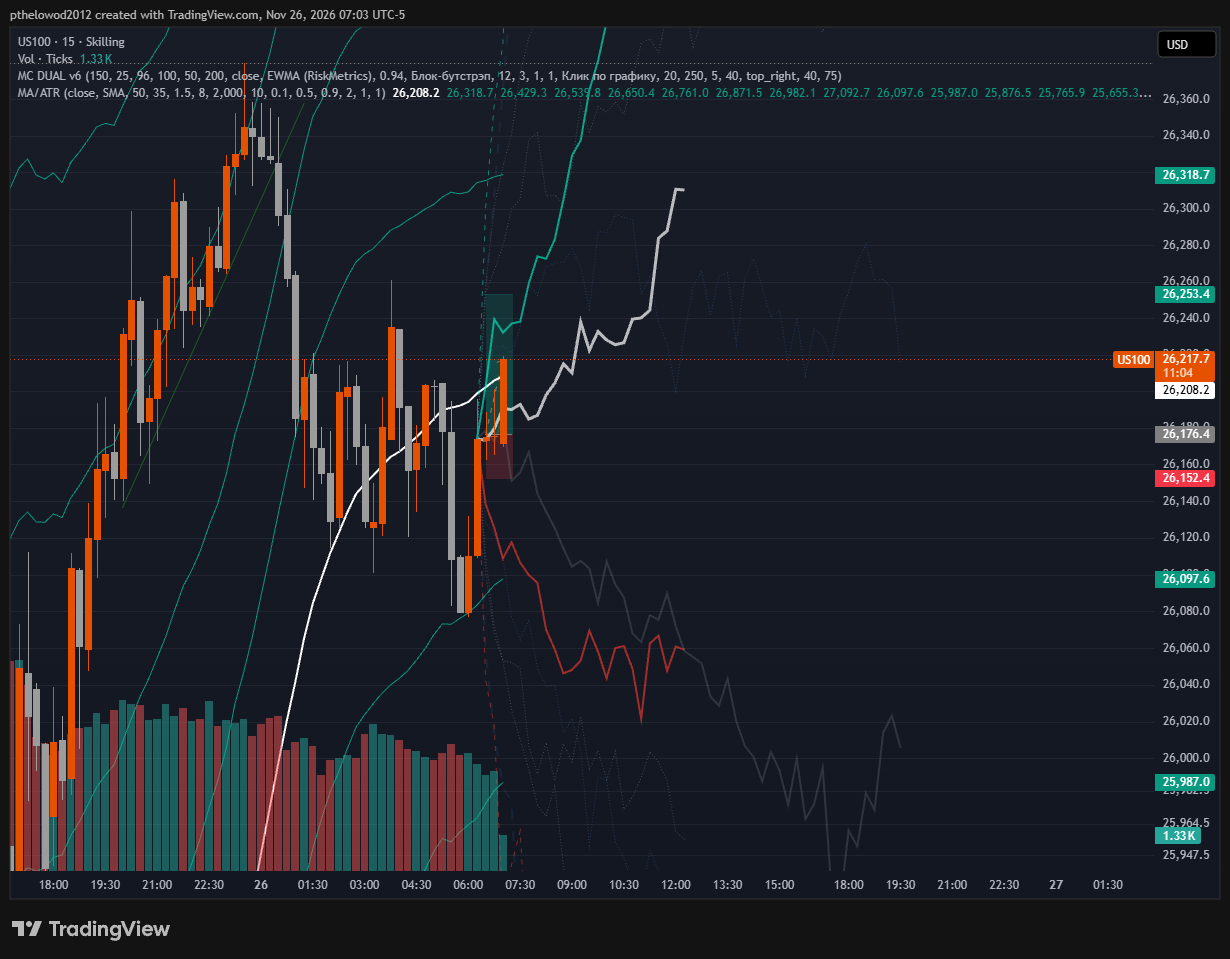 pthelowod2012 created with TradingView.com, Nov 26, 2026 07:03 UTC-5
US100 · 15 · Skilling
USD
Vol · Ticks 1.33 K
MC DUAL v6 (150, 25, 96, 100, 50, 200, close, EWMA (RiskMetrics), 0.94, Блок-бутстрэп, 12, 3, 1, 1, Клик по графику, 20, 250, 5, 40, top_right, 40, 75)
MA/ATR (close, SMA, 50, 35, 1.5, 8, 2,000, 10, 0.1, 0.5, 0.9, 2, 1, 1) 26,208.2 26,318.7 26,429.3 26,539.8 26,650.4 26,761.0 26,871.5 26,982.1 27,092.7 26,097.6 25,987.0 25,876.5 25,765.9 25,655.3...
26,360.0
26,340.0
26,318.7
26,300.0
26,280.0
26,260.0
26,253.4
26,240.0
US100 26,217.7
11:04
26,208.2
26,176.4
26,160.0
26,152.4
26,140.0
26,120.0
26,097.6
26,080.0
26,060.0
26,040.0
26,020.0
26,000.0
25,987.0
25,964.5
1.33 K
25,947.5
18:00 19:30 21:00 22:30 26 01:30 03:00 04:30 06:00 07:30 09:00 10:30 12:00 13:30 15:00 18:00 19:30 21:00 22:30 27 01:30
TradingView